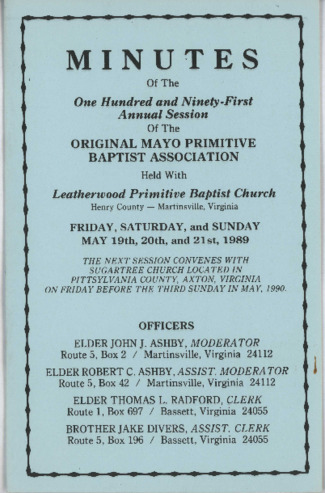 MINUTES
Of The
One Hundred and Ninety-First
Annual Session
Of The
ORIGINAL MAYO PRIMITIVE
BAPTIST ASSOCIATION
Held With
Leatherwood Primitive Baptist Church
Henry County — Martinsville, Virginia
FRIDAY, SATURDAY, and SUNDAY
MAY 19th, 20th, and 21st, 1989
THE NEXT SESSION CONVENES WITH
SUGARTREE CHURCH LOCATED IN
PITTSYLVANIA COUNTY, AXTON, VIRGINIA
ON FRIDAY BEFORE THE THIRD SUNDAY IN MAY, 1990.
OFFICERS
ELDER JOHN J. ASHBY, MODERATOR
Route 5, Box 2 / Martinsville, Virginia 24112
ELDER ROBERT C. ASHBY, ASSIST. MODERATOR
Route 5, Box 42 / Martinsville, Virginia 24112
ELDER THOMAS L. RADFORD, CLERK
Route 1, Box 697 / Bassett, Virginia 24055
BROTHER JAKE DIVERS, ASSIST. CLERK
Route 5, Box 196 / Bassett, Virginia 24055